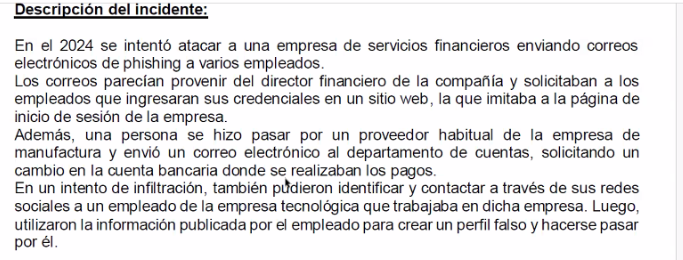 Descripción del incidente:
En el 2024 se intentó atacar a una empresa de servicios financieros enviando correos
electrónicos de phishing a varios empleados.
Los correos parecían provenir del director financiero de la compañía y solicitaban a los
empleados que ingresaran sus credenciales en un sitio web, la que imitaba a la página de
inicio de sesión de la empresa.
Además, una persona se hizo pasar por un proveedor habitual de la empresa de
manufactura y envió un correo electrónico al departamento de cuentas, solicitando un
cambio en la cuenta bancaria donde se realizaban los pagos.
En un intento de infiltración, también pudieron identificar y contactar a través de sus redes
sociales a un empleado de la empresa tecnológica que trabajaba en dicha empresa. Luego,
utilizaron la información publicada por el empleado para crear un perfil falso y hacerse pasar
por él.